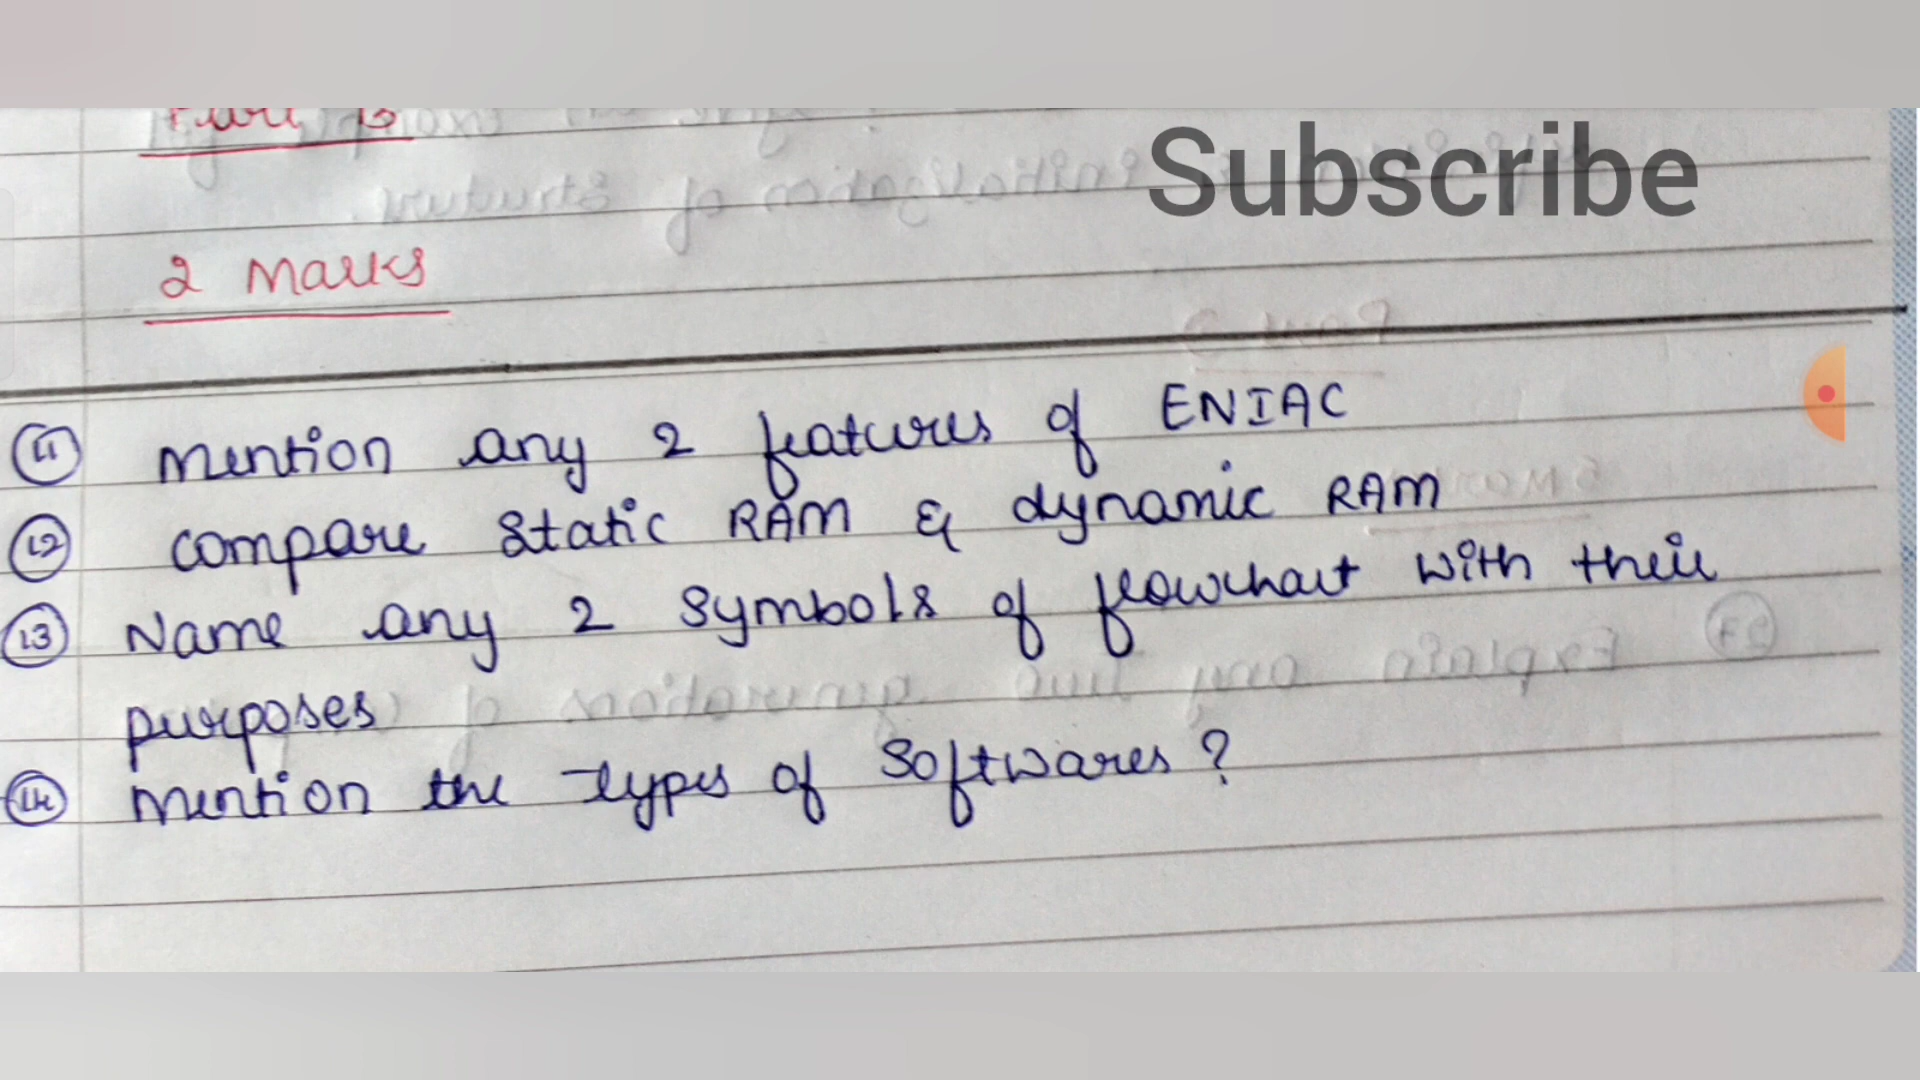 Part B
Subscribe
2 Marks
11 Mention any 2 features of ENIAC
12 compare Static RAM & dynamic RAM
13 Name any 2 Symbols of flowchart with their
purposes
14 Mention the types of Softwares?